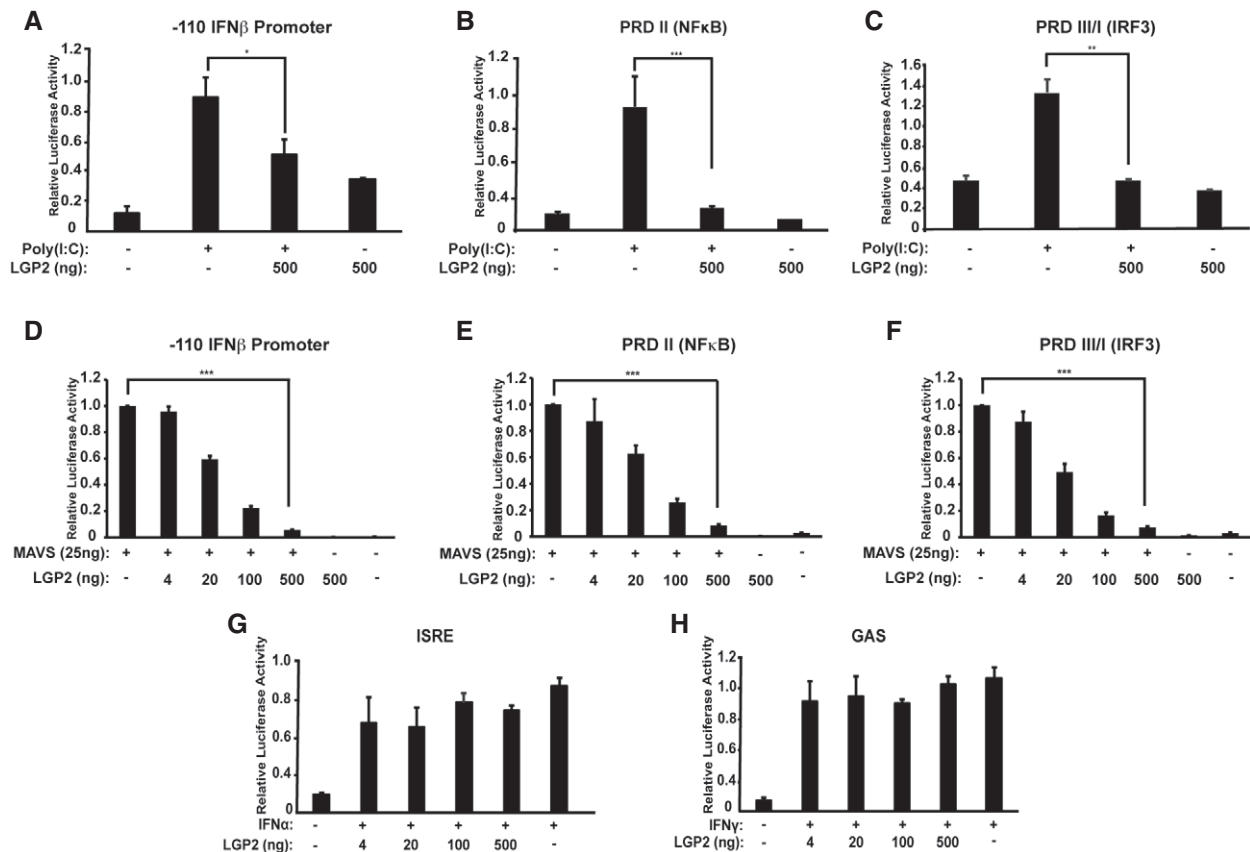 A
-110 IFNβ Promoter
Relative Luciferase Activity
1.2
1.0
0.8
0.6
0.4
0.2
0
*
Poly(I:C): - + + -
LGP2 (ng): - - 500 500
B
PRD II (NFκB)
Relative Luciferase Activity
1.2
1.0
0.8
0.6
0.4
0
***
Poly(I:C): - + + -
LGP2 (ng): - - 500 500
C
PRD III/I (IRF3)
Relative Luciferase Activity
1.6
1.4
1.2
1.0
0.8
0.6
0.4
0.2
0
**
Poly(I:C): - + + -
LGP2 (ng): - - 500 500
D
-110 IFNβ Promoter
Relative Luciferase Activity
1.2
1.0
0.8
0.6
0.4
0.2
0
***
MAVS (25ng): + + + + + - -
LGP2 (ng): - 4 20 100 500 500 -
E
PRD II (NFκB)
Relative Luciferase Activity
1.2
1.0
0.8
0.6
0.4
0.2
0
***
MAVS (25ng): + + + + + - -
LGP2 (ng): - 4 20 100 500 500 -
F
PRD III/I (IRF3)
Relative Luciferase Activity
1.2
1.0
0.8
0.6
0.4
0.2
0
***
MAVS (25ng): + + + + + - -
LGP2 (ng): - 4 20 100 500 500 -
G
ISRE
Relative Luciferase Activity
1.0
0.8
0.6
0.4
0
IFNα: - + + + + +
LGP2 (ng): - 4 20 100 500 -
H
GAS
Relative Luciferase Activity
1.2
1.0
0.8
0.6
0.4
0
IFNγ: - + + + + +
LGP2 (ng): - 4 20 100 500 -